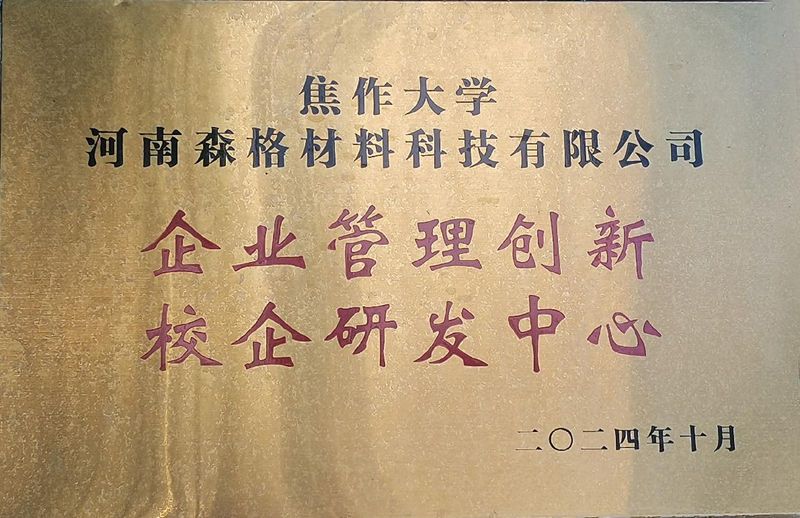 焦作大学
河南森格材料科技有限公司
企业管理创新
校企研发中心
二〇二四年十月